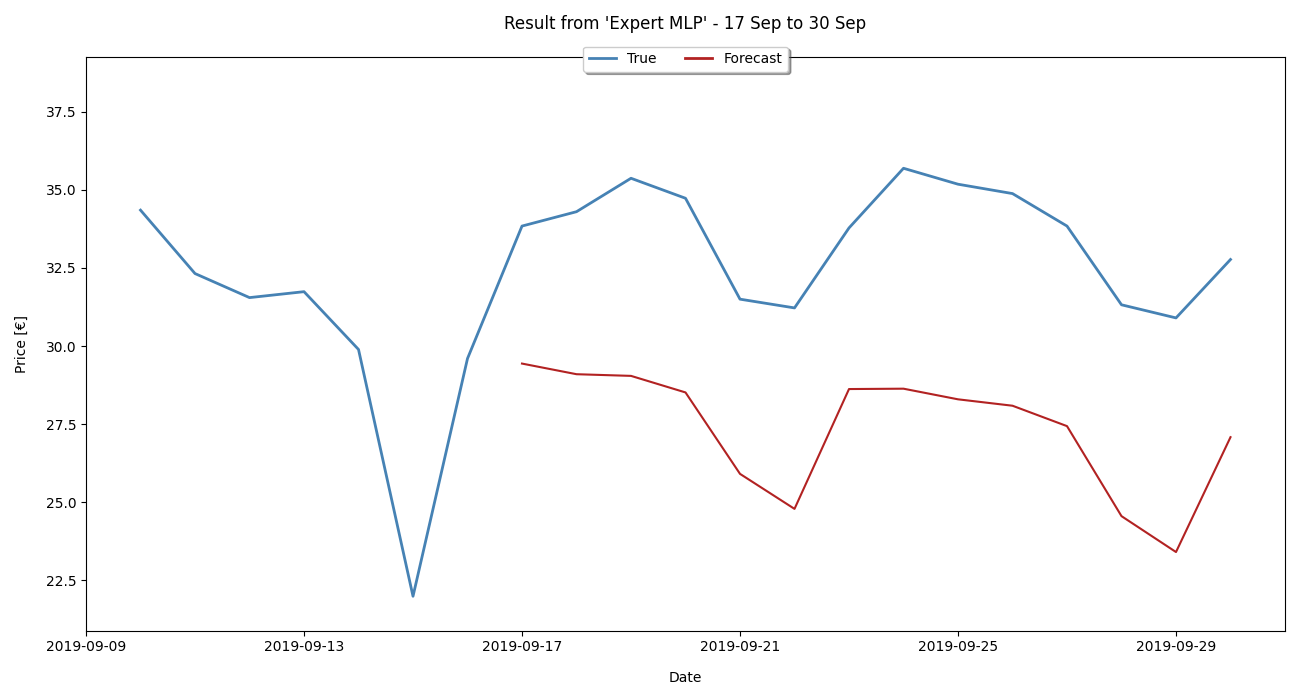 Result from 'Expert MLP' - 17 Sep to 30 Sep
True
Forecast
37.5
35.0
32.5
30.0
27.5
25.0
22.5
Price [€]
2019-09-09
2019-09-13
2019-09-17
2019-09-21
2019-09-25
2019-09-29
Date